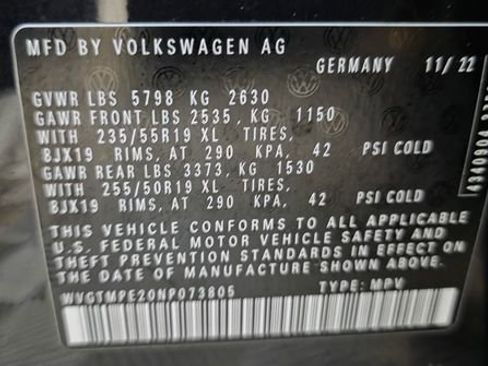 MFD BY VOLKSWAGEN AG
GERMANY 11/22
GVWR LBS 5798 KG 2630
GAWR FRONT LBS 2535, KG 1150
WITH 235/55R19 XL TIRES,
8JX19 RIMS, AT 290 KPA, 42 PSI COLD
GAWR REAR LBS 3373, KG 1530
WITH 255/50R19 XL TIRES,
8JX19 RIMS, AT 290 KPA, 42 PSI COLD
THIS VEHICLE CONFORMS TO ALL APPLICABLE
U.S. FEDERAL MOTOR VEHICLE SAFETY AND
THEFT PREVENTION STANDARDS IN EFFECT ON
THE DATE OF MANUFACTURE SHOWN ABOVE.
WVGTMPE20NP073805 TYPE: MPV